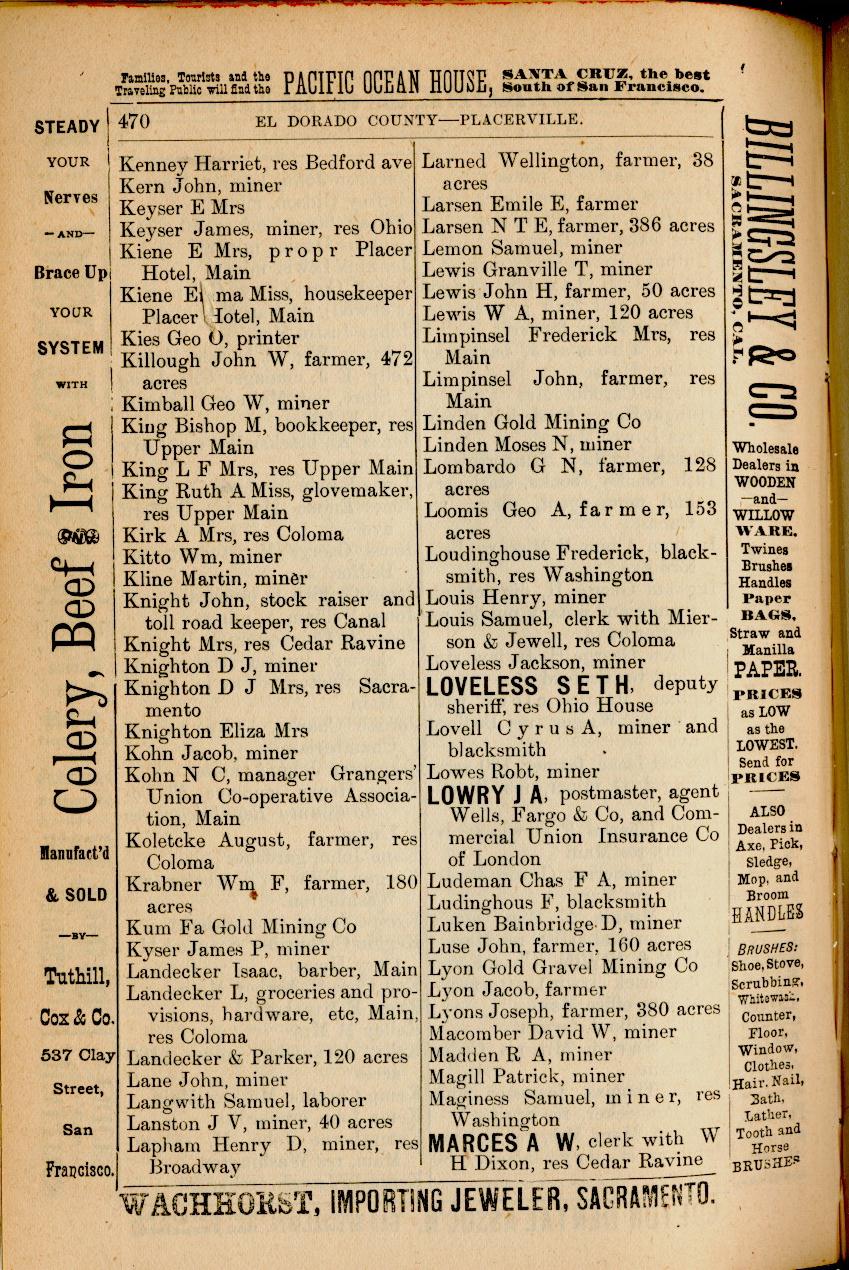 Families, Tourists and the
Traveling Public will find the
PACIFIC OCEAN HOUSE,
SANTA CRUZ, the best
South of San Francisco.
STEADY
YOUR
Nerves
—AND—
Brace Up
YOUR
SYSTEM
WITH
Celery, Beef AND Iron
Manufact'd
& SOLD
—BY—
Tuthill,
Cox & Co.
537 Clay
Street,
San
Francisco.
470 EL DORADO COUNTY—PLACERVILLE.
Kenney Harriet, res Bedford ave
Kern John, miner
Keyser E Mrs
Keyser James, miner, res Ohio
Kiene E Mrs, propr Placer
Hotel, Main
Kiene E ma Miss, housekeeper
Placer Hotel, Main
Kies Geo O, printer
Killough John W, farmer, 472
acres
Kimball Geo W, miner
King Bishop M, bookkeeper, res
Upper Main
King L F Mrs, res Upper Main
King Ruth A Miss, glovemaker,
res Upper Main
Kirk A Mrs, res Coloma
Kitto Wm, miner
Kline Martin, miner
Knight John, stock raiser and
toll road keeper, res Canal
Knight Mrs, res Cedar Ravine
Knighton D J, miner
Knighton D J Mrs, res Sacra-
mento
Knighton Eliza Mrs
Kohn Jacob, miner
Kohn N C, manager Grangers'
Union Co-operative Associa-
tion, Main
Koletcke August, farmer, res
Coloma
Krabner Wm F, farmer, 180
acres
Kum Fa Gold Mining Co
Kyser James P, miner
Landecker Isaac, barber, Main
Landecker L, groceries and pro-
visions, hardware, etc, Main,
res Coloma
Landecker & Parker, 120 acres
Lane John, miner
Langwith Samuel, laborer
Lanston J V, miner, 40 acres
Lapham Henry D, miner, res
Broadway
Larned Wellington, farmer, 38
acres
Larsen Emile E, farmer
Larsen N T E, farmer, 386 acres
Lemon Samuel, miner
Lewis Granville T, miner
Lewis John H, farmer, 50 acres
Lewis W A, miner, 120 acres
Limpinsel Frederick Mrs, res
Main
Limpinsel John, farmer, res
Main
Linden Gold Mining Co
Linden Moses N, miner
Lombardo G N, farmer, 128
acres
Loomis Geo A, farmer, 153
acres
Loudinghouse Frederick, black-
smith, res Washington
Louis Henry, miner
Louis Samuel, clerk with Mier-
son & Jewell, res Coloma
Loveless Jackson, miner
LOVELESS SETH, deputy
sheriff, res Ohio House
Lovell Cyrus A, miner and
blacksmith
Lowes Robt, miner
LOWRY J A, postmaster, agent
Wells, Fargo & Co, and Com-
mercial Union Insurance Co
of London
Ludeman Chas F A, miner
Ludinghous F, blacksmith
Luken Bainbridge D, miner
Luse John, farmer, 160 acres
Lyon Gold Gravel Mining Co
Lyon Jacob, farmer
Lyons Joseph, farmer, 380 acres
Macomber David W, miner
Madden R A, miner
Magill Patrick, miner
Maginess Samuel, miner, res
Washington
MARCES A W, clerk with W
H Dixon, res Cedar Ravine
BILLINGSLEY & CO.
SACRAMENTO, CAL.
Wholesale
Dealers in
WOODEN
—and—
WILLOW
WARE.
Twines
Brushes
Handles
Paper
BAGS,
Straw and
Manilla
PAPER.
PRICES
as LOW
as the
LOWEST.
Send for
PRICES
ALSO
Dealers in
Axe, Pick,
Sledge,
Mop, and
Broom
HANDLES
BRUSHES:
Shoe, Stove,
Scrubbing,
Whitewash,
Counter,
Floor,
Window,
Clothes,
Hair, Nail,
Bath,
Lather,
Tooth and
Horse
BRUSHES
WACHHORST, IMPORTING JEWELER, SACRAMENTO.